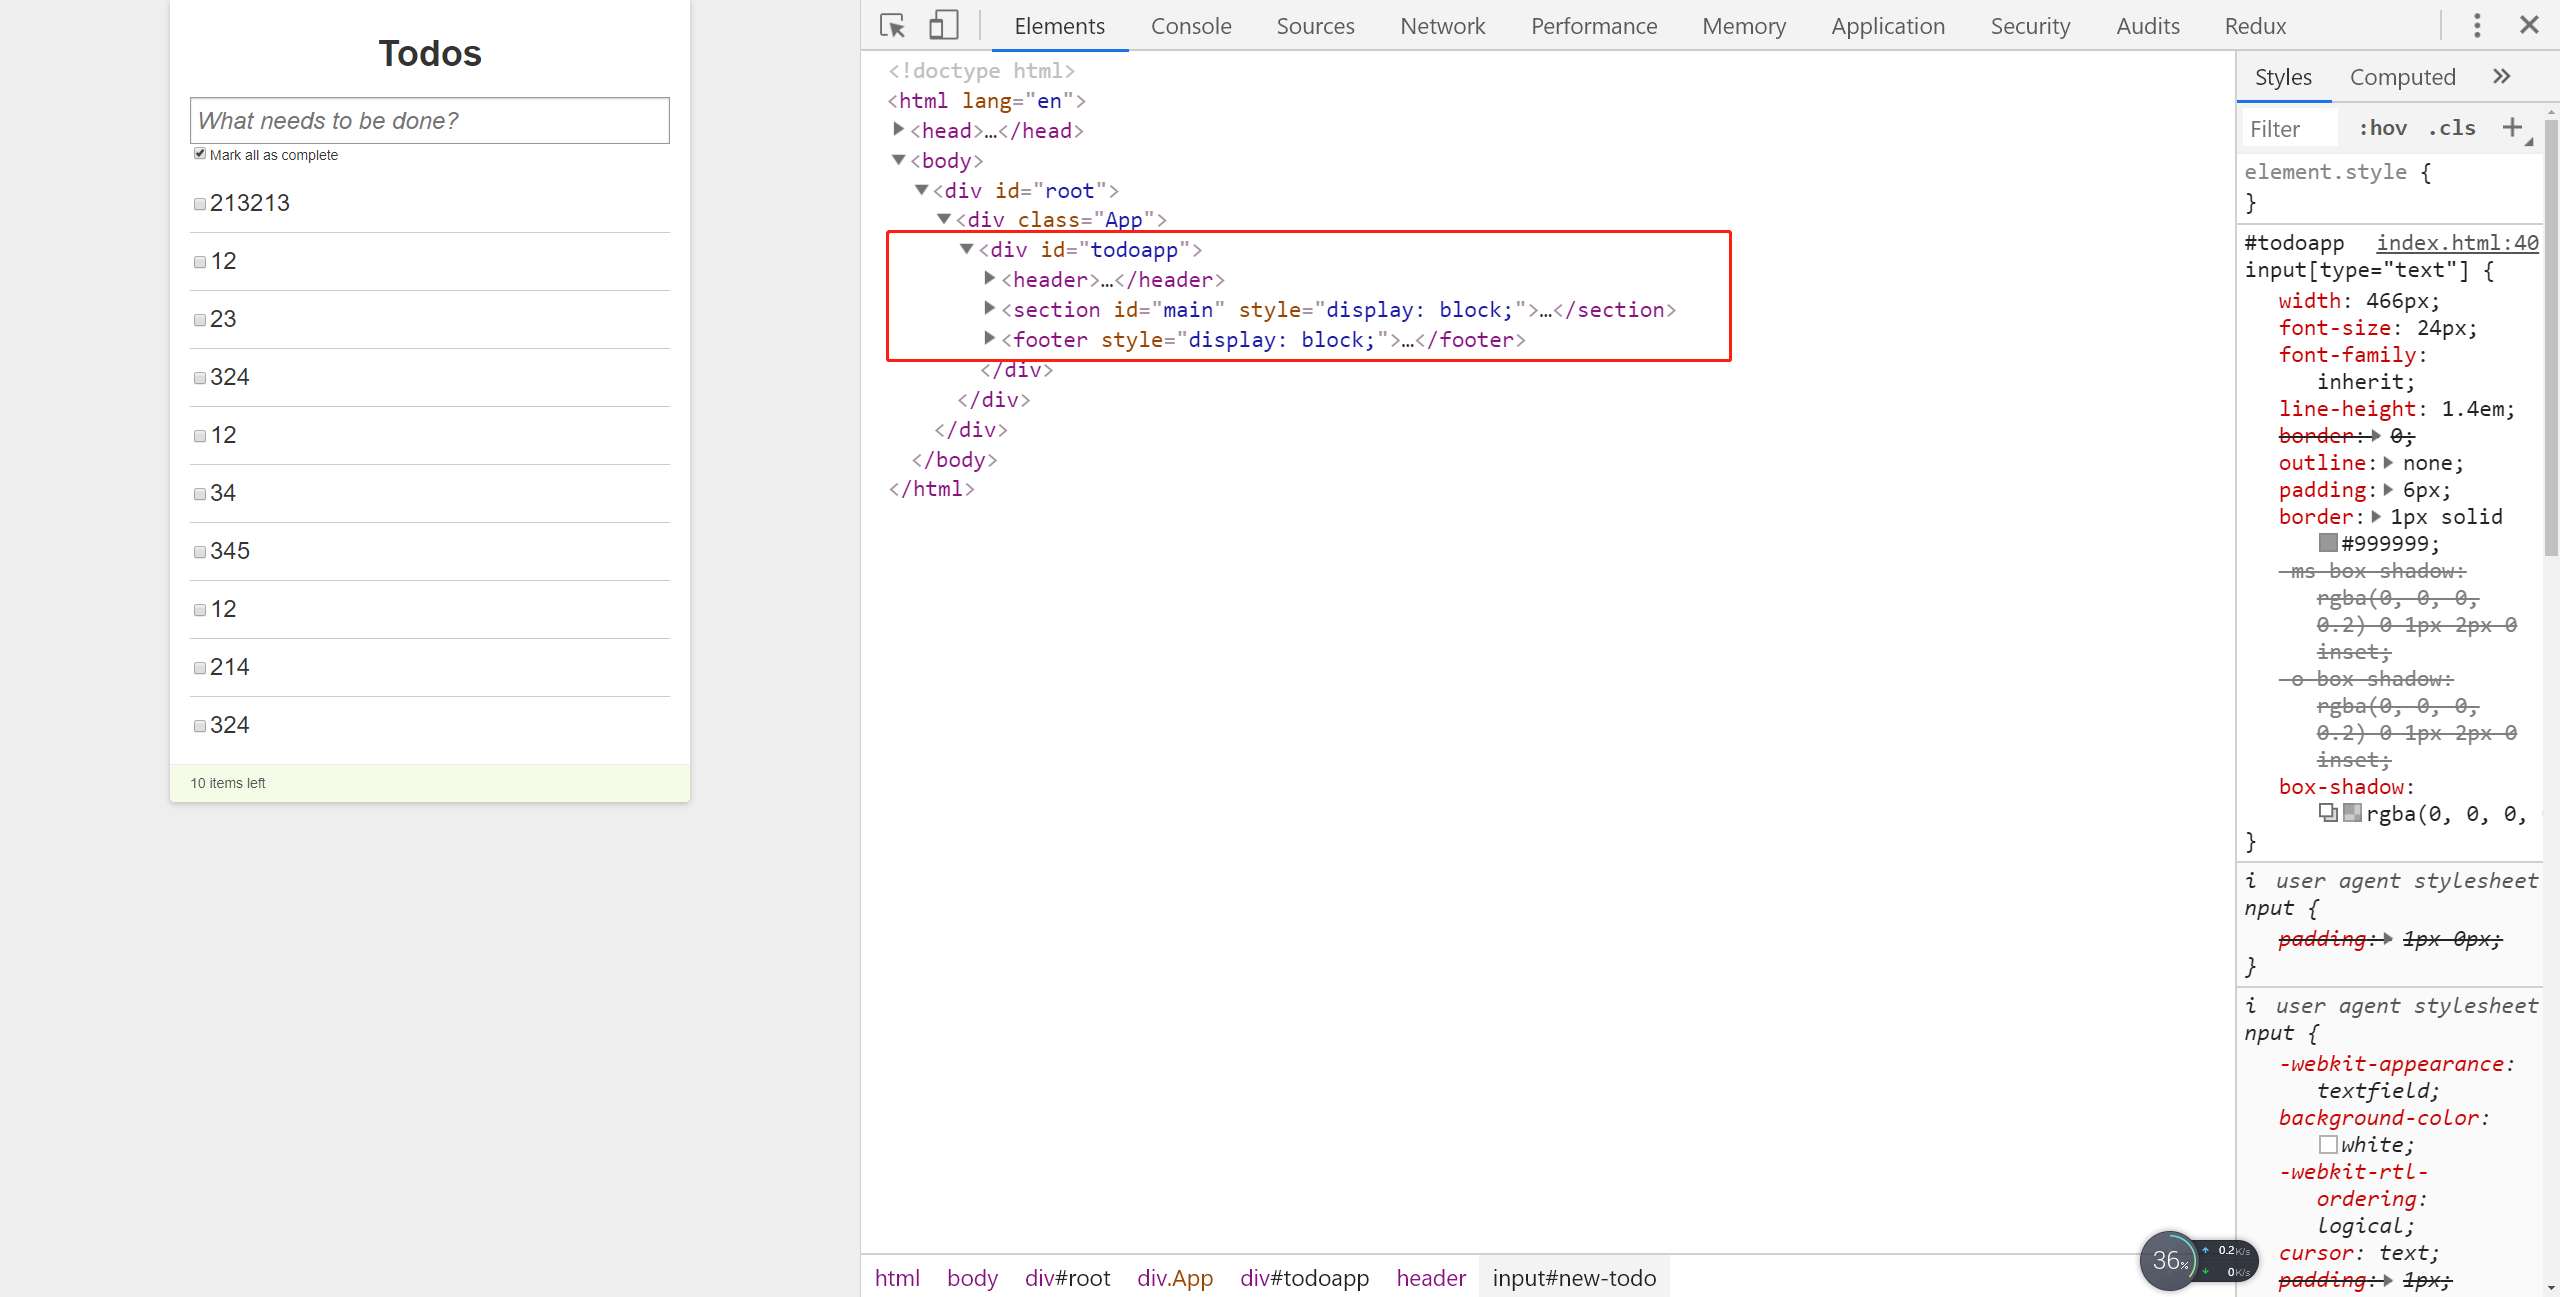 Todos
What needs to be done?
Mark all as complete
213213
12
23
324
12
34
345
12
214
324
10 items left
Elements Console Sources Network Performance Memory Application Security Audits Redux
<!doctype html>
<html lang="en">
<head>…</head>
<body>
<div id="root">
<div class="App">
<div id="todoapp">
<header>…</header>
<section id="main" style="display: block;">…</section>
<footer style="display: block;">…</footer>
</div>
</div>
</div>
</body>
</html>
html body div#root div.App div#todoapp header input#new-todo
Styles Computed »
Filter :hov .cls +
element.style {
}
#todoapp index.html:40
input[type="text"] {
width: 466px;
font-size: 24px;
font-family:
inherit;
line-height: 1.4em;
border: 0;
outline: none;
padding: 6px;
border: 1px solid
#999999;
-ms-box-shadow:
rgba(0, 0, 0,
0.2) 0 1px 2px 0
inset;
-o-box-shadow:
rgba(0, 0, 0,
0.2) 0 1px 2px 0
inset;
box-shadow:
rgba(0, 0, 0,
}
i user agent stylesheet
nput {
padding: 1px 0px;
}
i user agent stylesheet
nput {
-webkit-appearance:
textfield;
background-color:
white;
-webkit-rtl-
ordering:
logical;
cursor: text;
padding: 1px;
36%
0.2K/s
0K/s